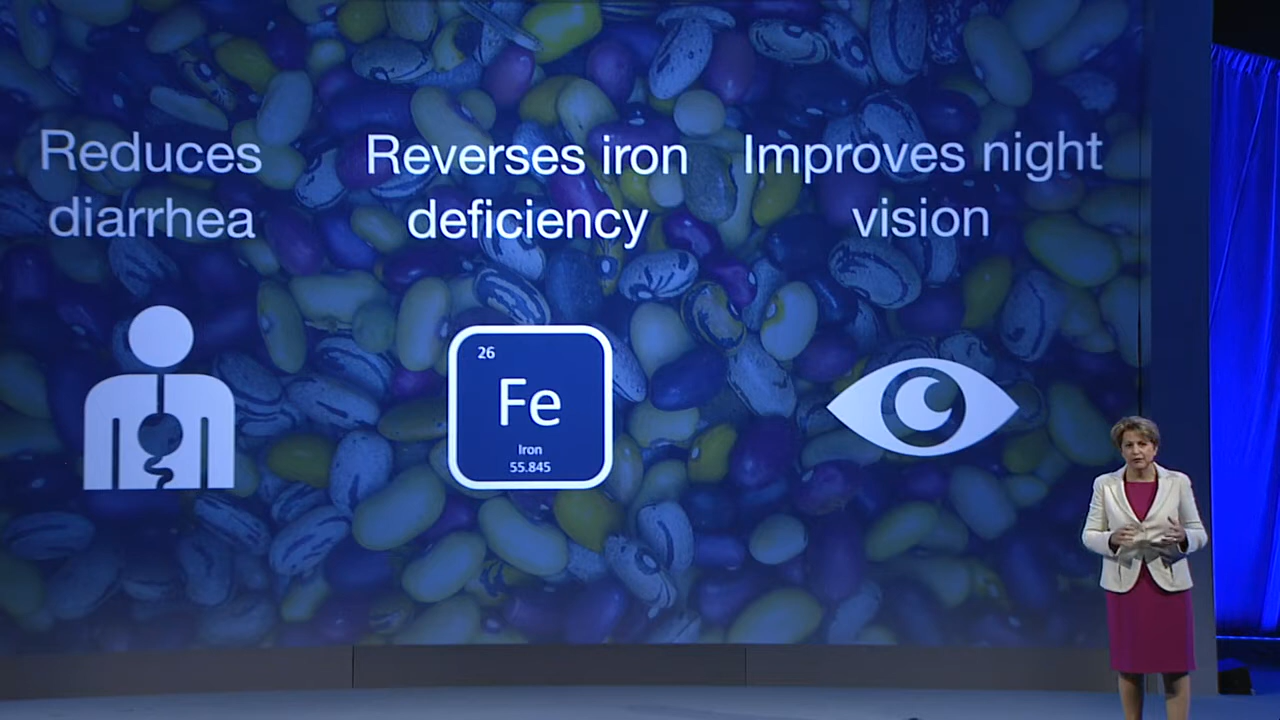 Reduces
diarrhea
Reverses iron
deficiency
Improves night
vision
26
Fe
Iron
55.845